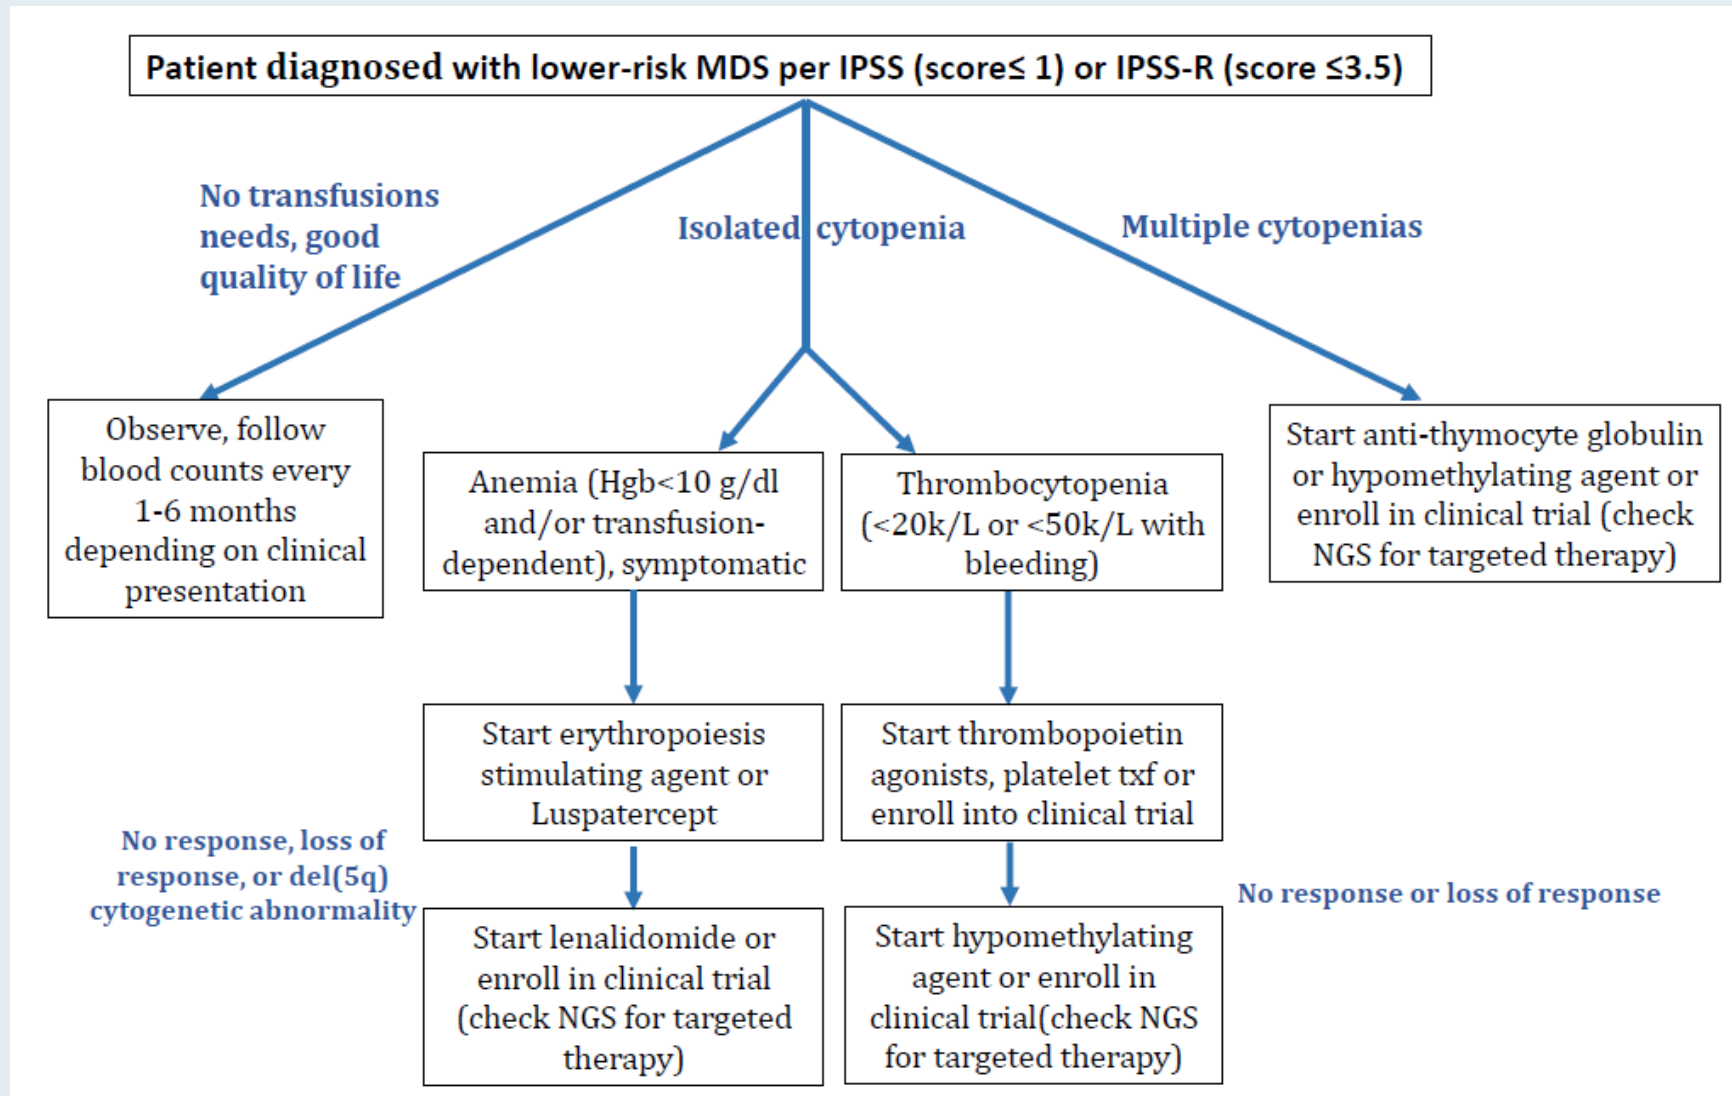 Patient diagnosed with lower-risk MDS per IPSS (score≤ 1) or IPSS-R (score ≤3.5)
No transfusions
needs, good
quality of life
Isolated cytopenia
Multiple cytopenias
Observe, follow
blood counts every
1-6 months
depending on clinical
presentation
Anemia (Hgb<10 g/dl
and/or transfusion-
dependent), symptomatic
Thrombocytopenia
(<20k/L or <50k/L with
bleeding)
Start anti-thymocyte globulin
or hypomethylating agent or
enroll in clinical trial (check
NGS for targeted therapy)
Start erythropoiesis
stimulating agent or
Luspatercept
Start thrombopoietin
agonists, platelet txf or
enroll into clinical trial
No response, loss of
response, or del(5q)
cytogenetic abnormality
No response or loss of response
Start lenalidomide or
enroll in clinical trial
(check NGS for targeted
therapy)
Start hypomethylating
agent or enroll in
clinical trial(check NGS
for targeted therapy)